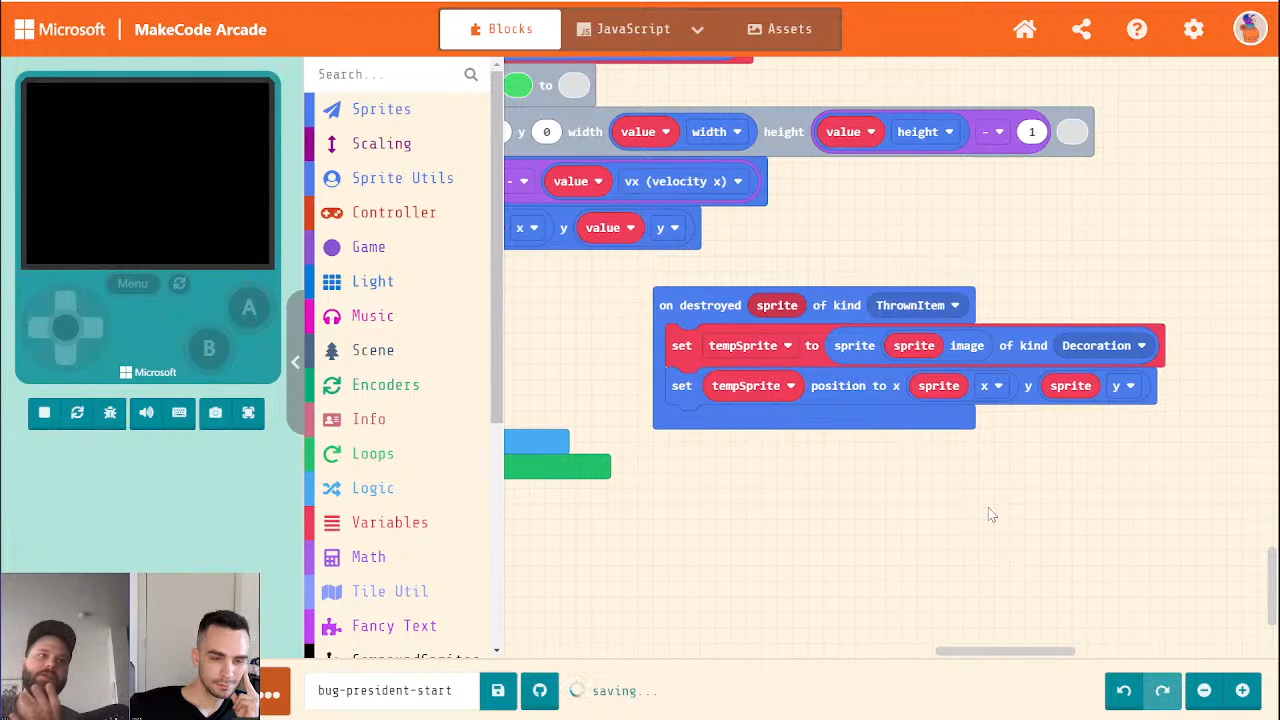 Microsoft | MakeCode Arcade
Blocks
JavaScript
Assets
Search...
Sprites
Scaling
Sprite Utils
Controller
Game
Light
Music
Scene
Encoders
Info
Loops
Logic
Variables
Math
Tile Util
Fancy Text
CompoundSprites
Menu
A
B
Microsoft
to
y 0 width value width height value height - 1
- value vx (velocity x)
x y value y
on destroyed sprite of kind ThrownItem
set tempSprite to sprite sprite image of kind Decoration
set tempSprite position to x sprite x y sprite y
bug-president-start
saving...